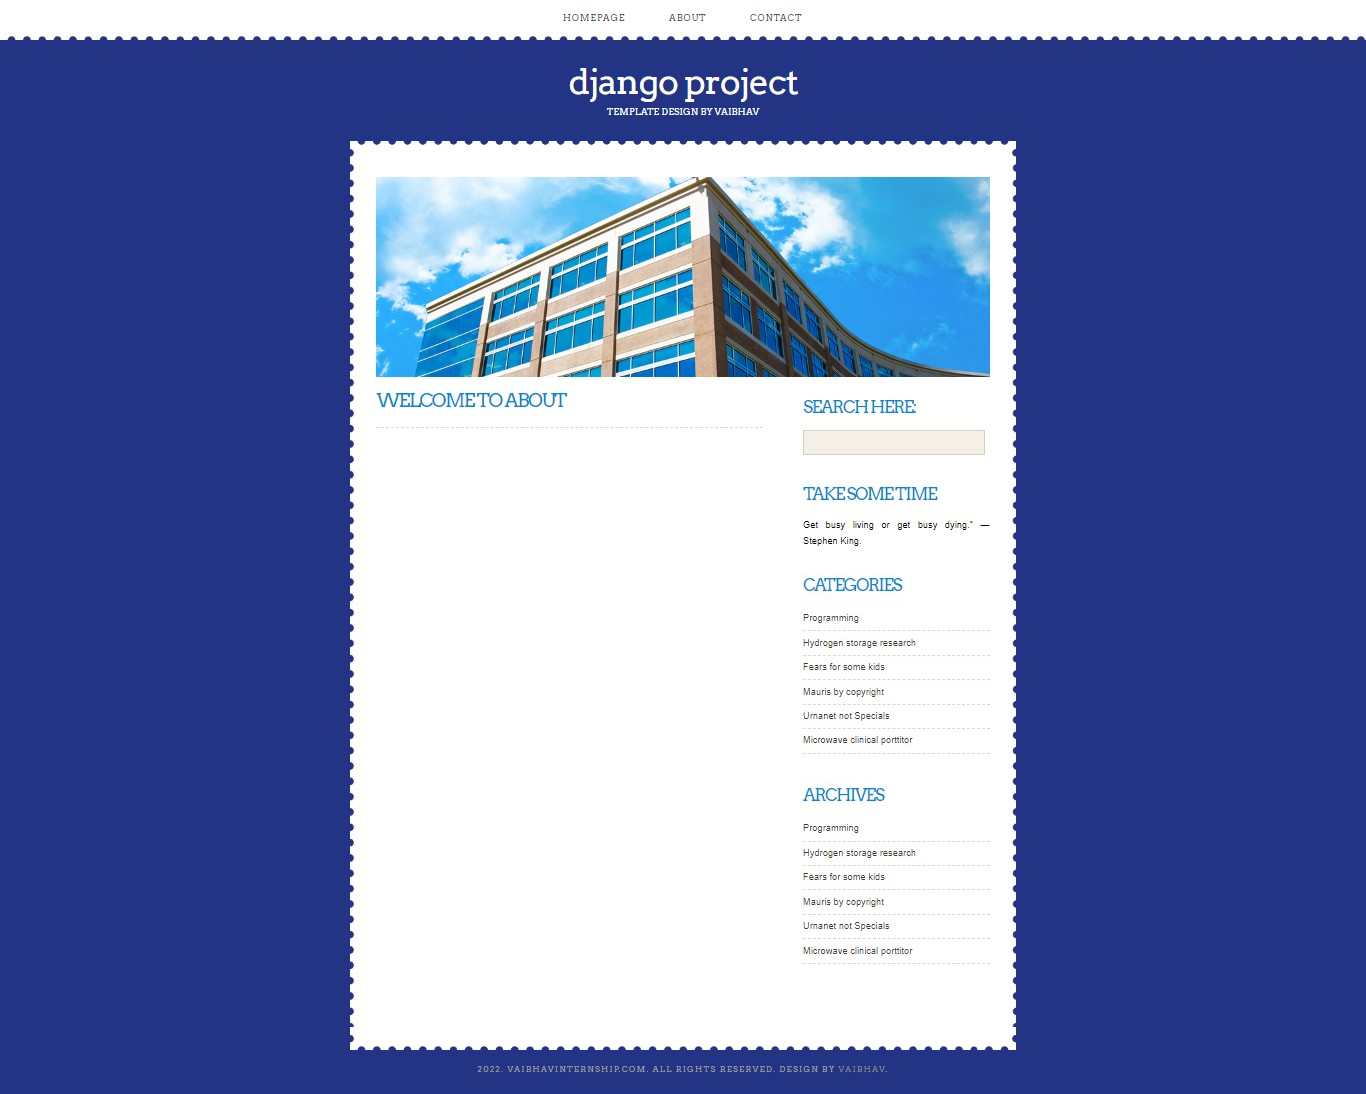 HOMEPAGE ABOUT CONTACT
django project
TEMPLATE DESIGN BY VAIBHAV
WELCOME TO ABOUT
SEARCH HERE:
TAKE SOME TIME
Get busy living or get busy dying." —
Stephen King.
CATEGORIES
Programming
Hydrogen storage research
Fears for some kids
Mauris by copyright
Urnanet not Specials
Microwave clinical porttitor
ARCHIVES
Programming
Hydrogen storage research
Fears for some kids
Mauris by copyright
Urnanet not Specials
Microwave clinical porttitor
2022. VAIBHAVINTERNSHIP.COM. ALL RIGHTS RESERVED. DESIGN BY VAIBHAV.